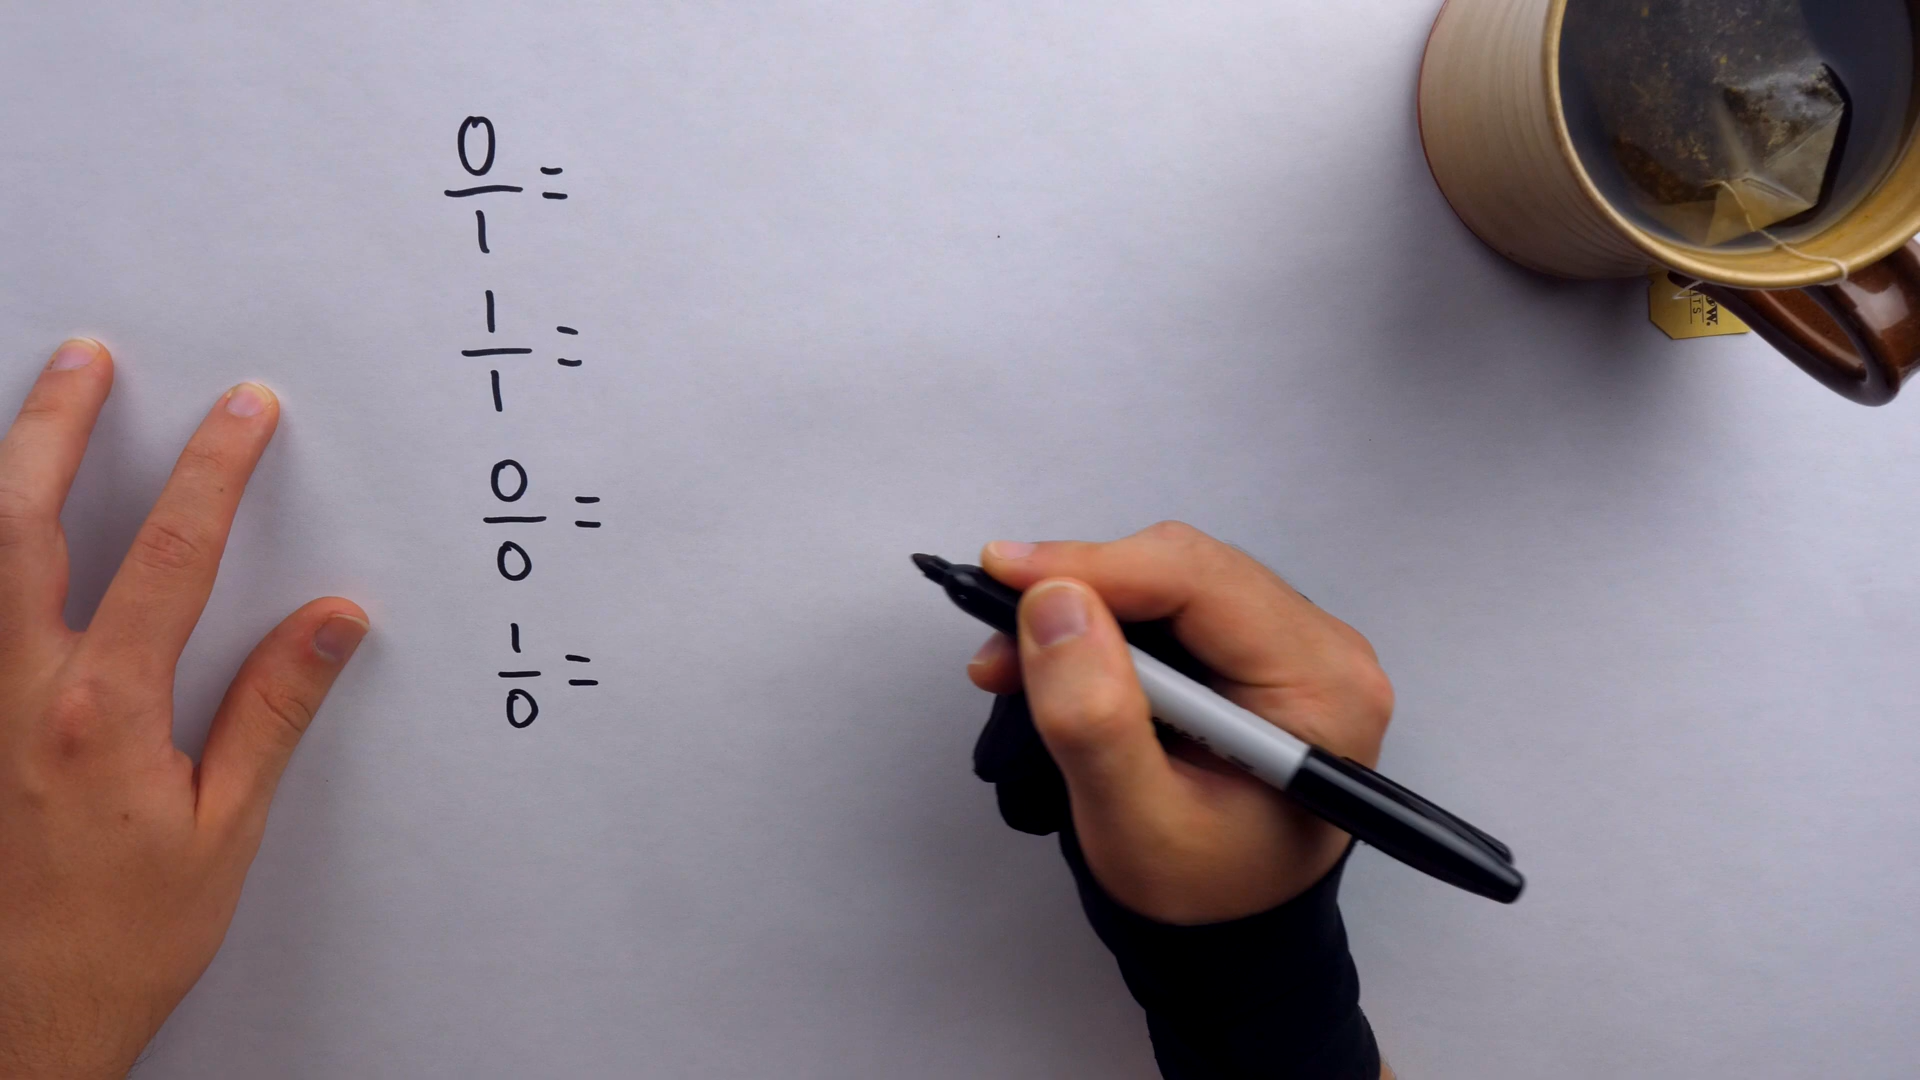 0/1 =
1/1 =
0/0 =
1/0 =